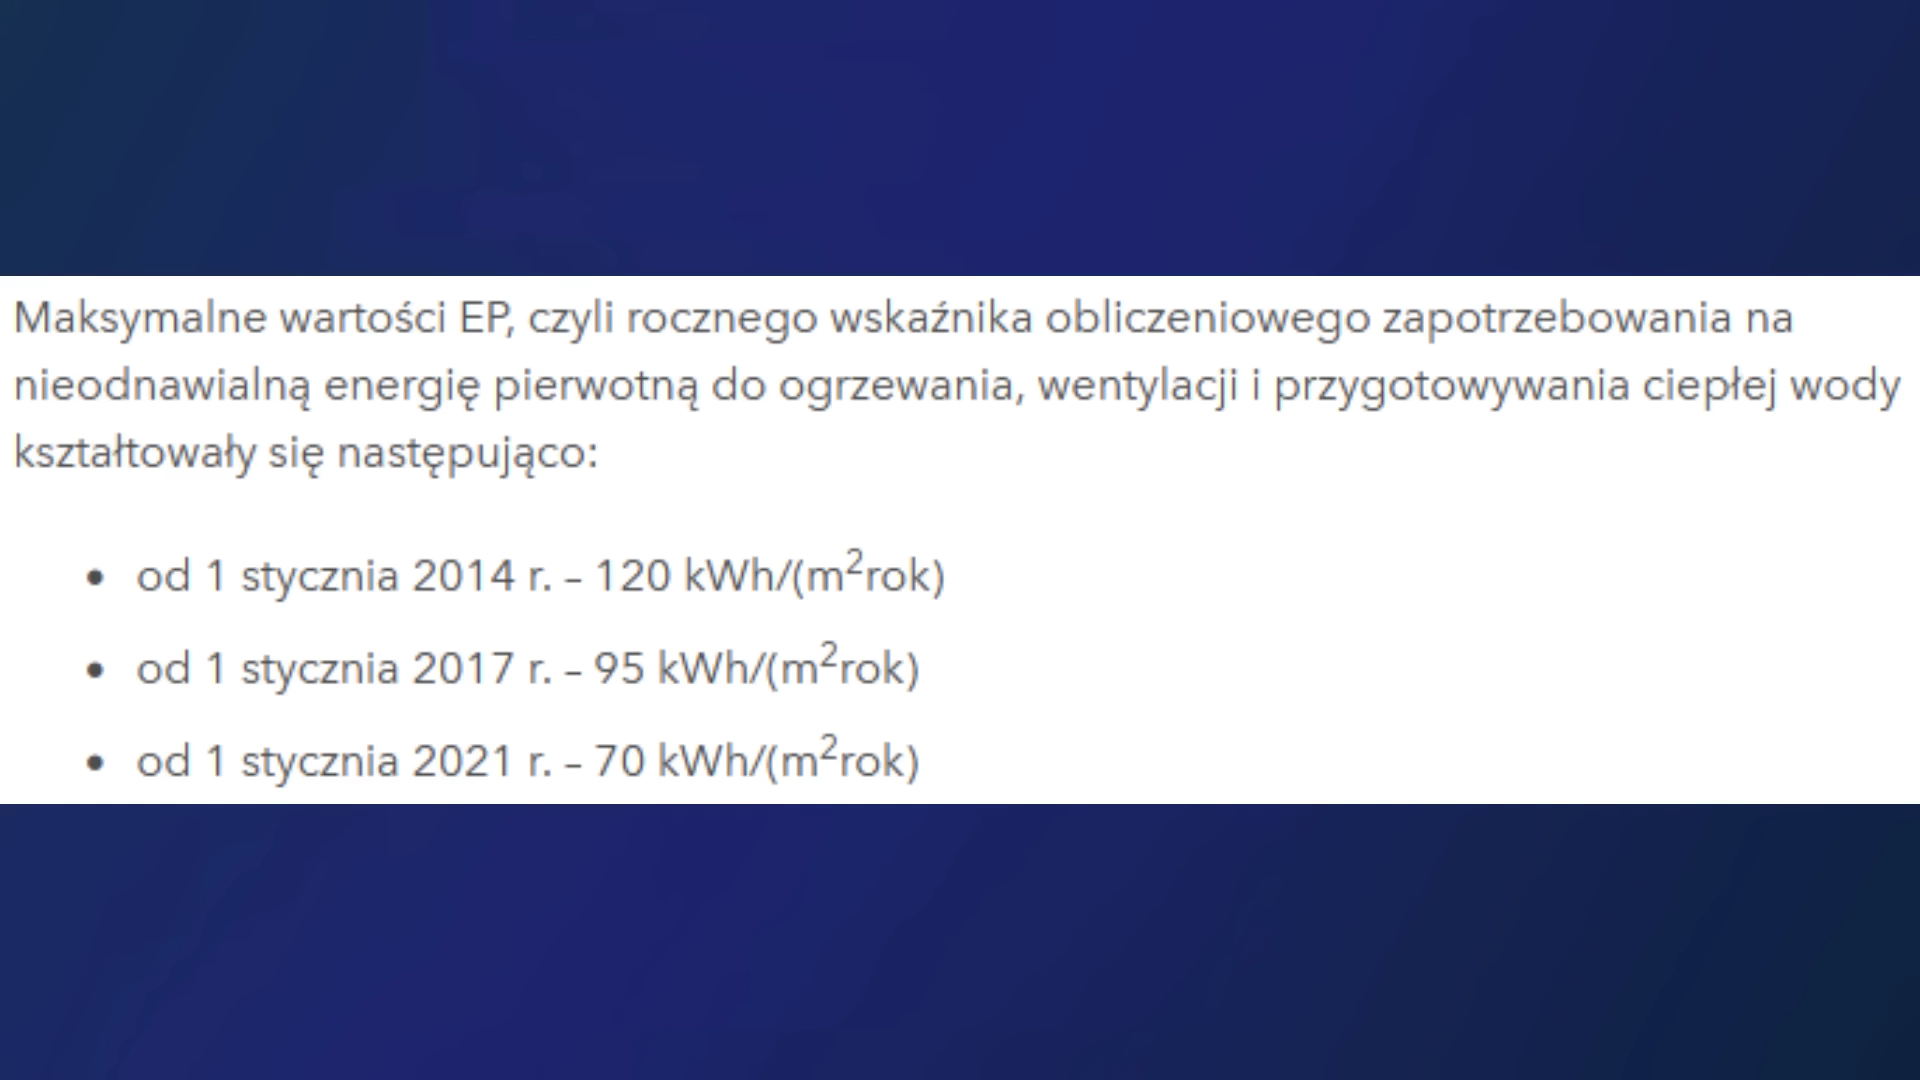 Maksymalne wartości EP, czyli rocznego wskaźnika obliczeniowego zapotrzebowania na
nieodnawialną energię pierwotną do ogrzewania, wentylacji i przygotowywania ciepłej wody
kształtowały się następująco:
• od 1 stycznia 2014 r. – 120 kWh/(m²rok)
• od 1 stycznia 2017 r. – 95 kWh/(m²rok)
• od 1 stycznia 2021 r. – 70 kWh/(m²rok)